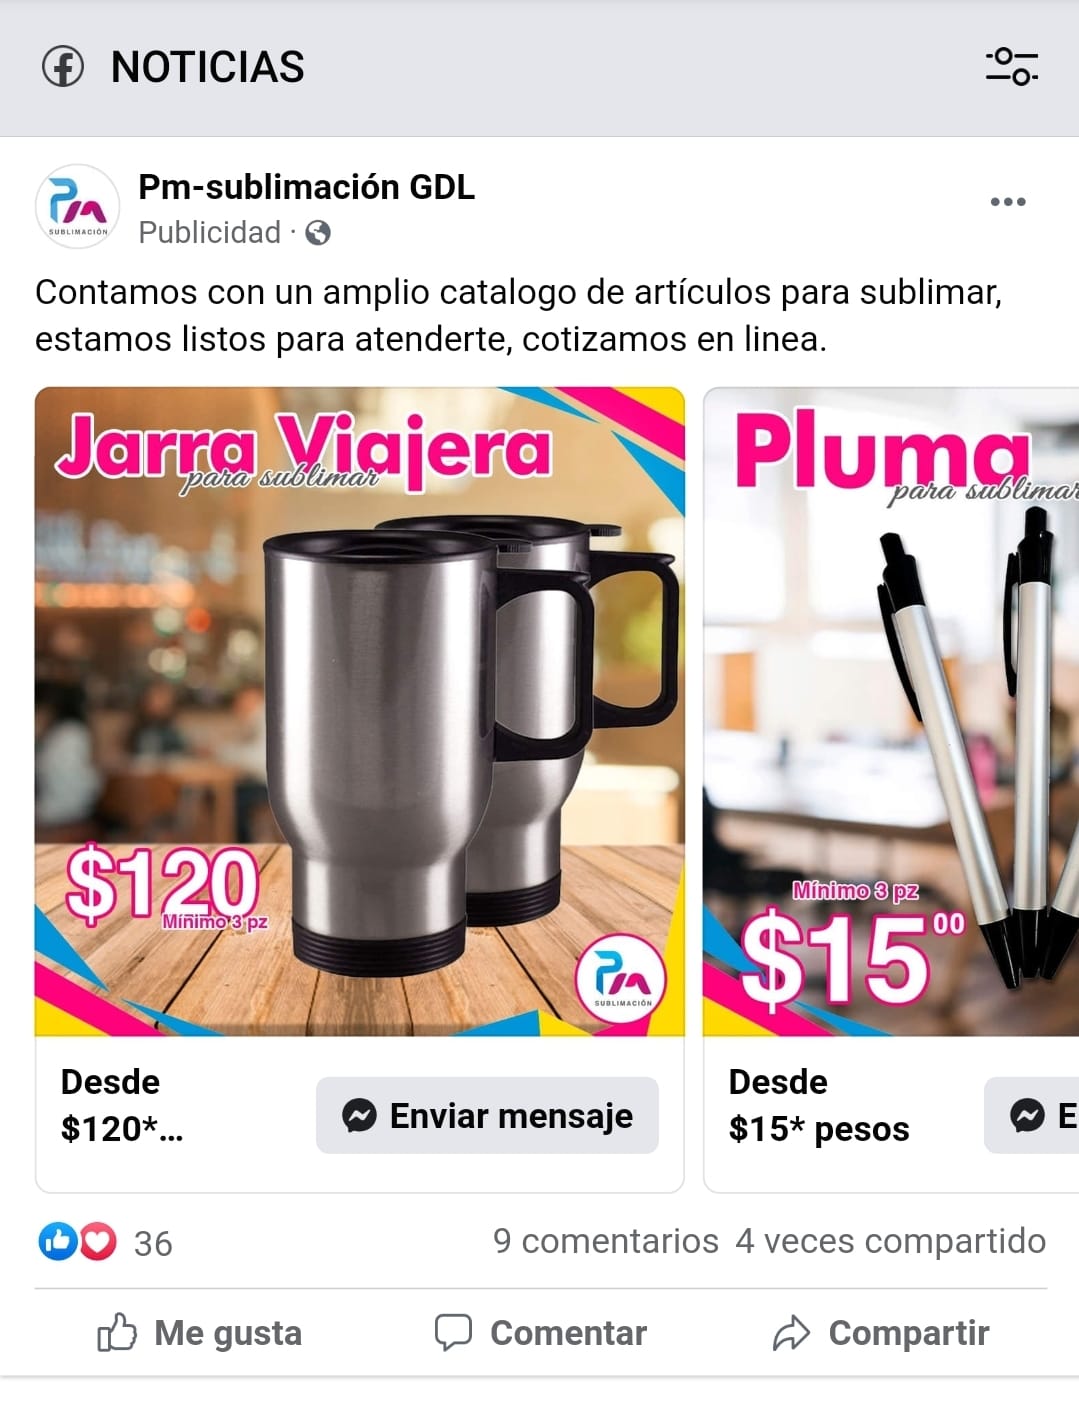 NOTICIAS
Pm-sublimación GDL
Publicidad ·
Contamos con un amplio catalogo de artículos para sublimar,
estamos listos para atenderte, cotizamos en linea.
Jarra Viajera
para sublimar
$120
Mínimo 3 pz
Pm
SUBLIMACIÓN
Desde
$120*...
Enviar mensaje
Pluma
para sublimar
Mínimo 3 pz
$15.00
Desde
$15* pesos
E
36
9 comentarios 4 veces compartido
Me gusta
Comentar
Compartir